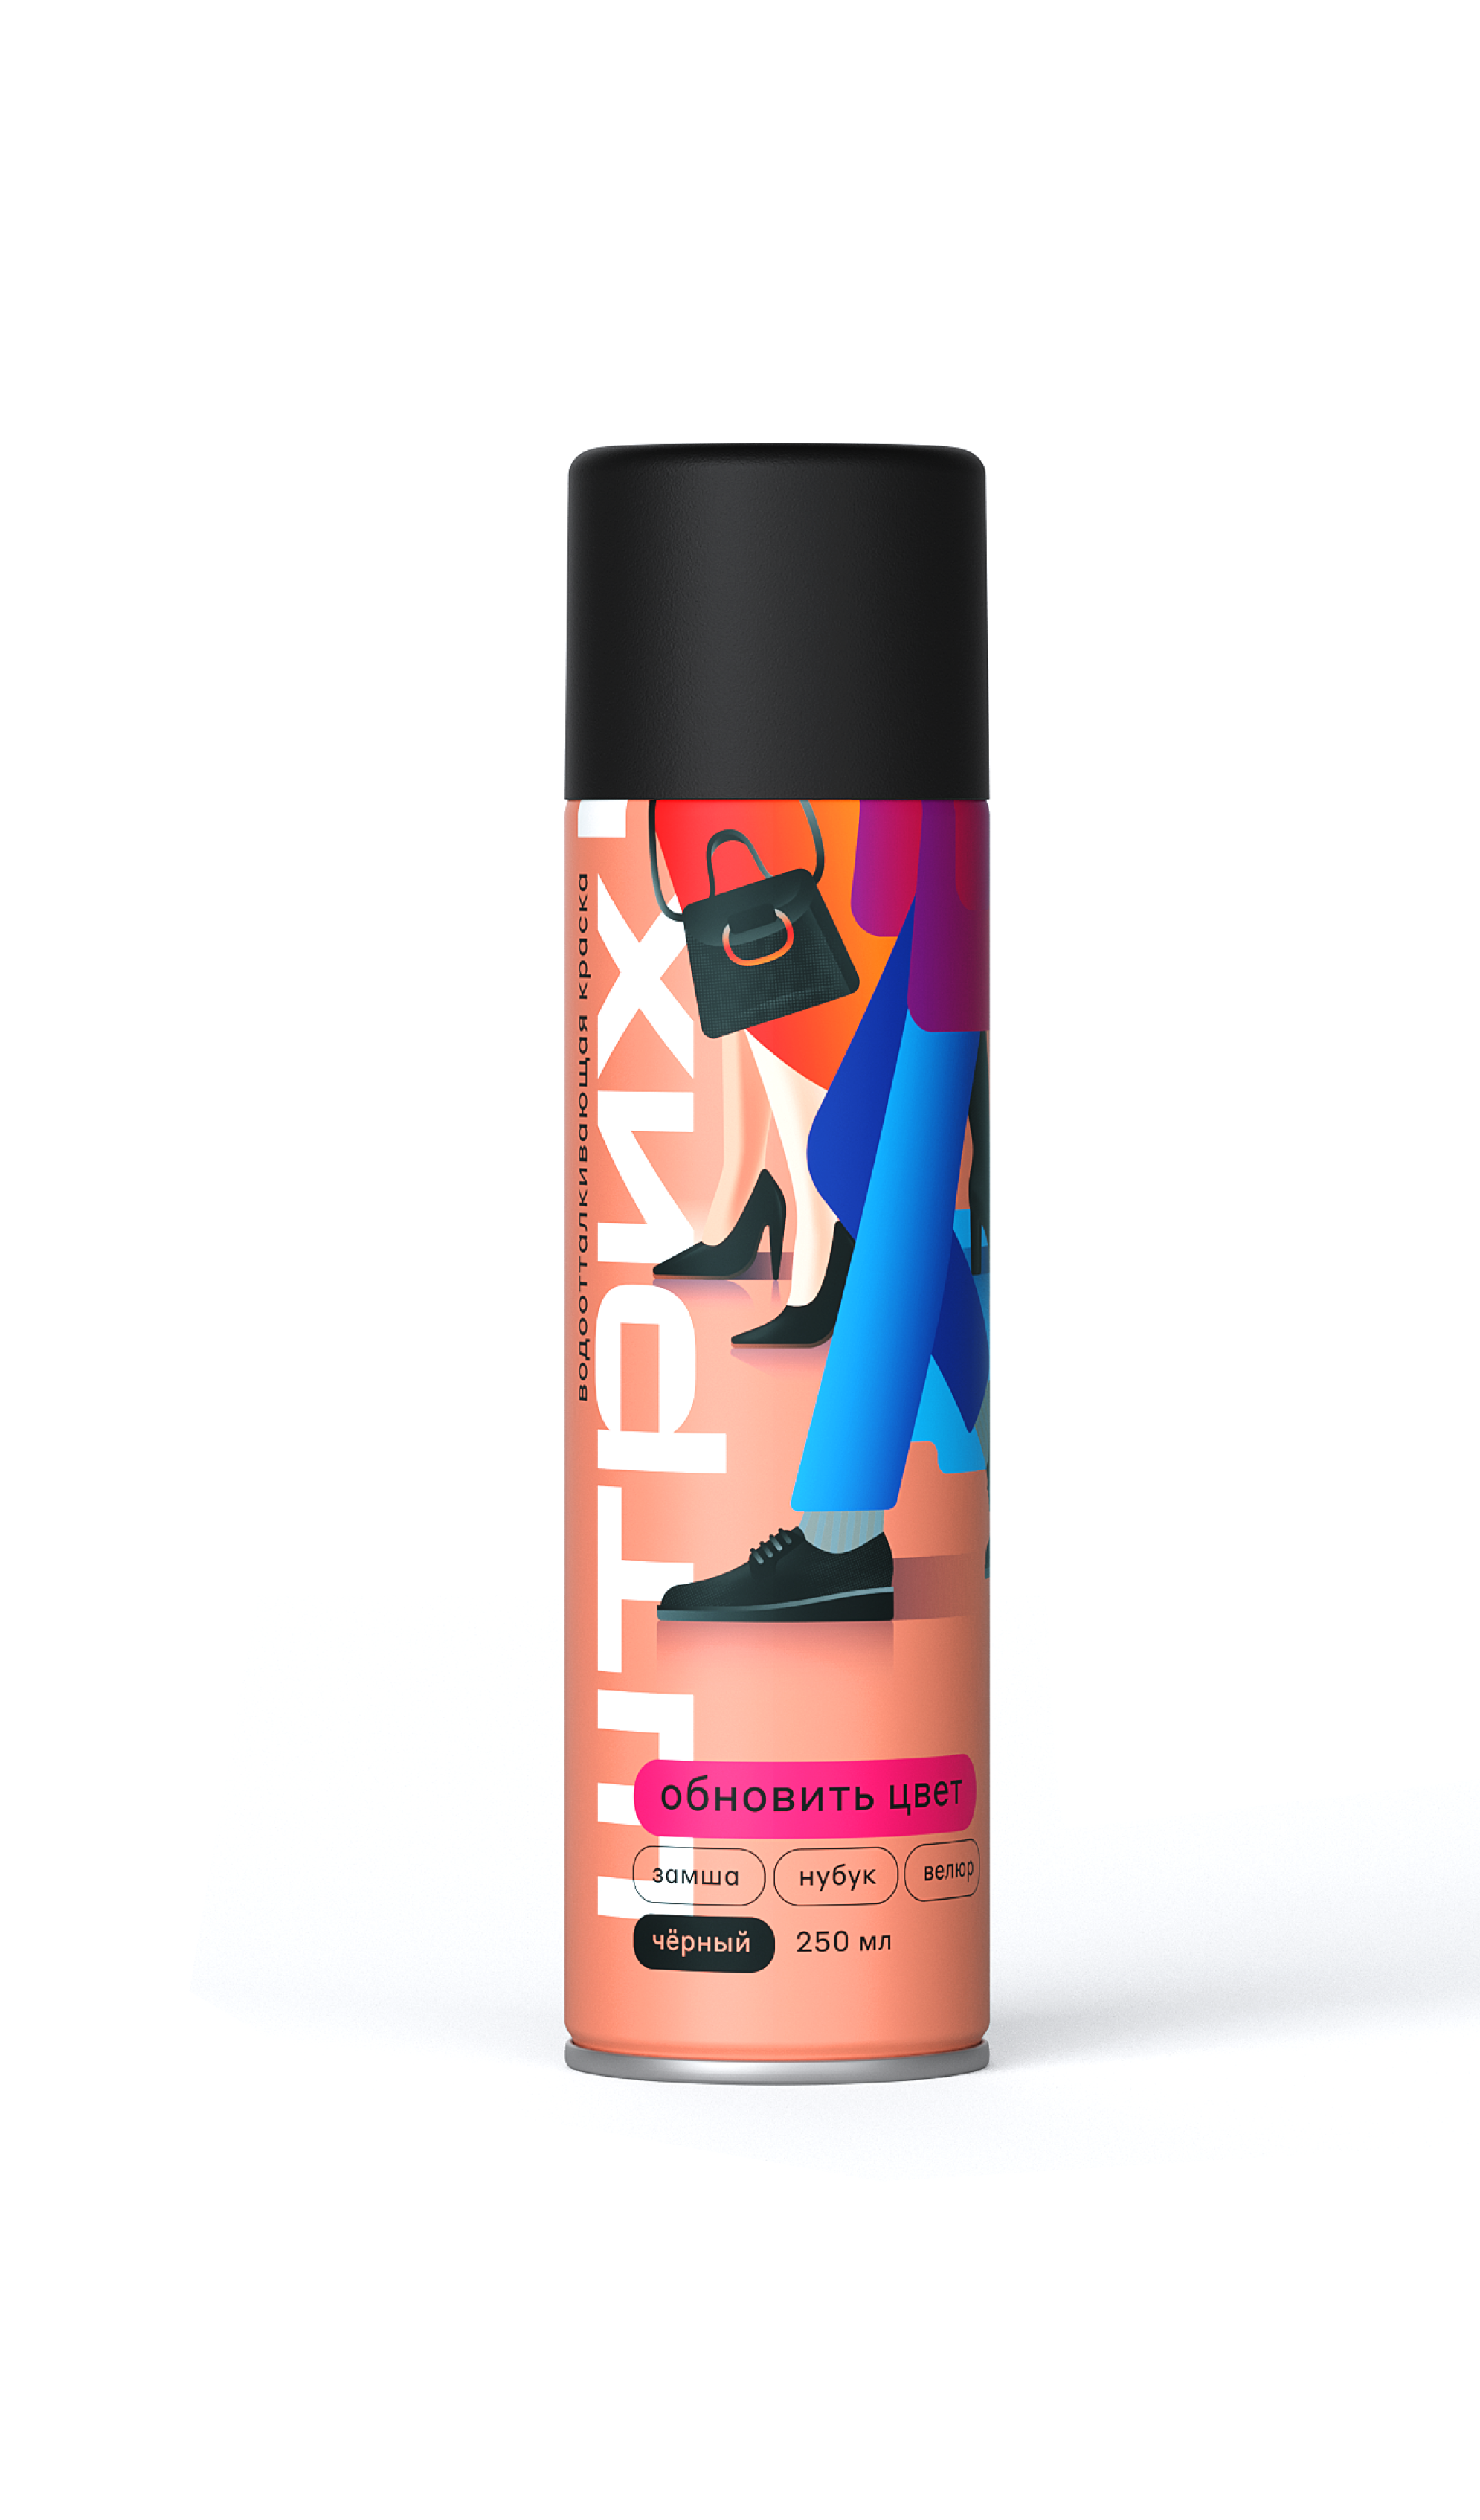 штрих
водоотталкивающая краска
обновить цвет
замша нубук велюр
чёрный 250 мл